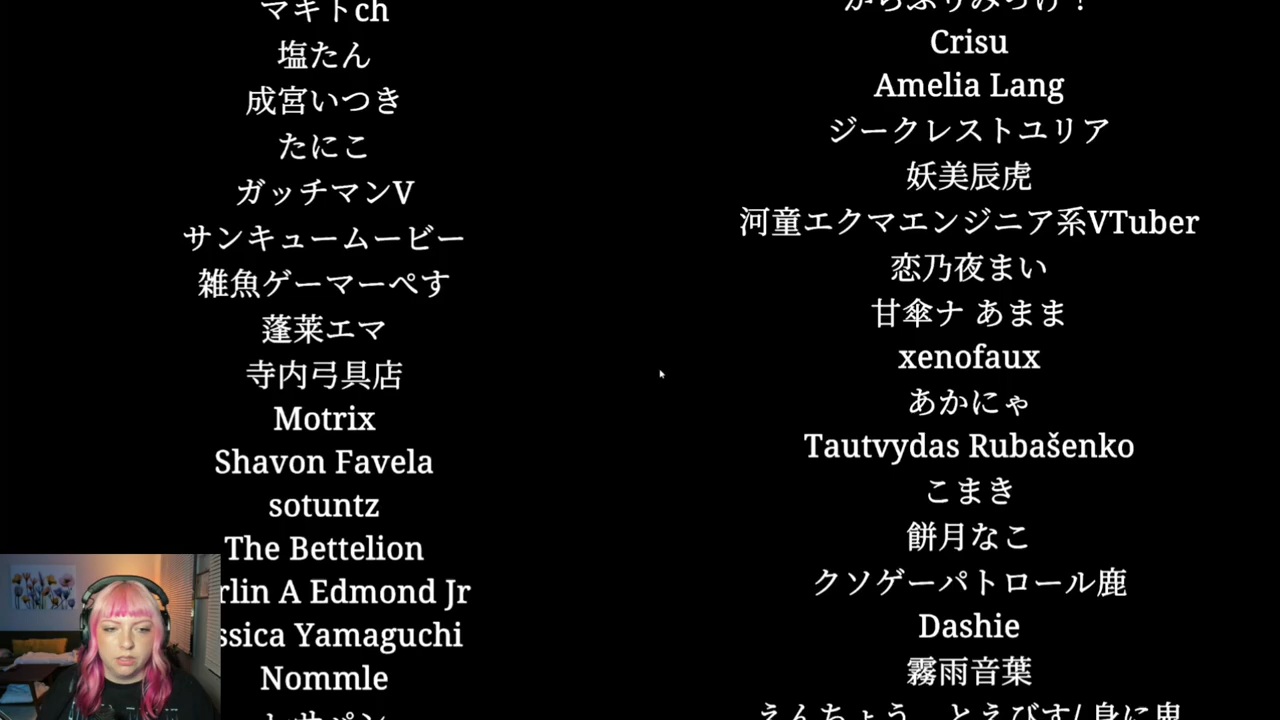 マキトch
塩たん
成宮いつき
たにこ
ガッチマンV
サンキュームービー
雑魚ゲーマーぺす
蓬莱エマ
寺内弓具店
Motrix
Shavon Favela
sotuntz
The Bettelion
rlin A Edmond Jr
ssica Yamaguchi
Nommle
Crisu
Amelia Lang
ジークレストユリア
妖美辰虎
河童エクマエンジニア系VTuber
恋乃夜まい
甘傘ナ あまま
xenofaux
あかにゃ
Tautvydas Rubašenko
こまき
餅月なこ
クソゲーパトロール鹿
Dashie
霧雨音葉